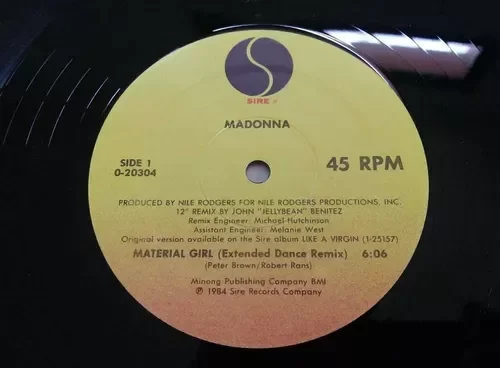 SIRE
MADONNA
SIDE 1
0-20304
45 RPM
PRODUCED BY NILE RODGERS FOR NILE RODGERS PRODUCTIONS, INC.
12" REMIX BY JOHN "JELLYBEAN" BENITEZ
Remix Engineer: Michael Hutchinson
Assistant Engineer: Melanie West
Original version available on the Sire album LIKE A VIRGIN (1-25157)
MATERIAL GIRL (Extended Dance Remix) 6:06
(Peter Brown/Robert Rans)
Minong Publishing Company BMI
℗ 1984 Sire Records Company